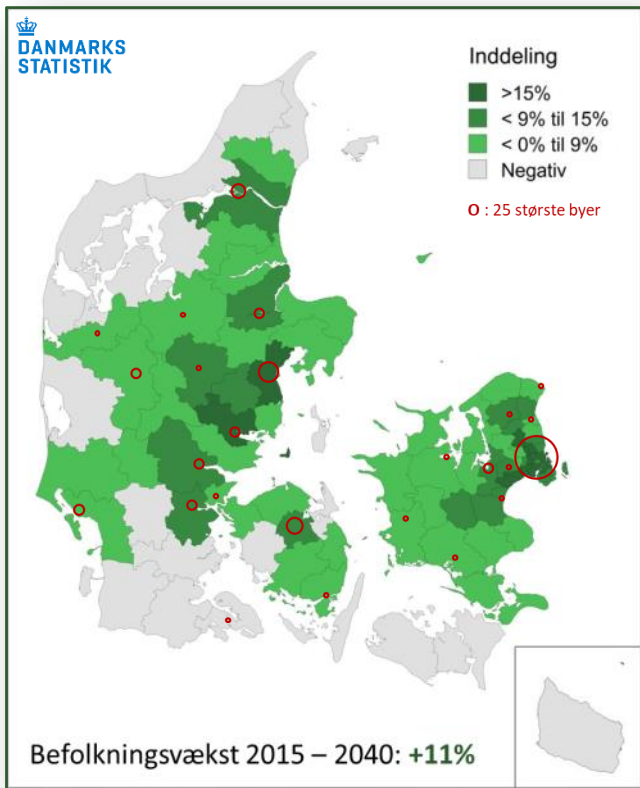 DANMARKS
STATISTIK
Inddeling
>15%
< 9% til 15%
< 0% til 9%
Negativ
O : 25 største byer
Befolkningsvækst 2015 – 2040: +11%